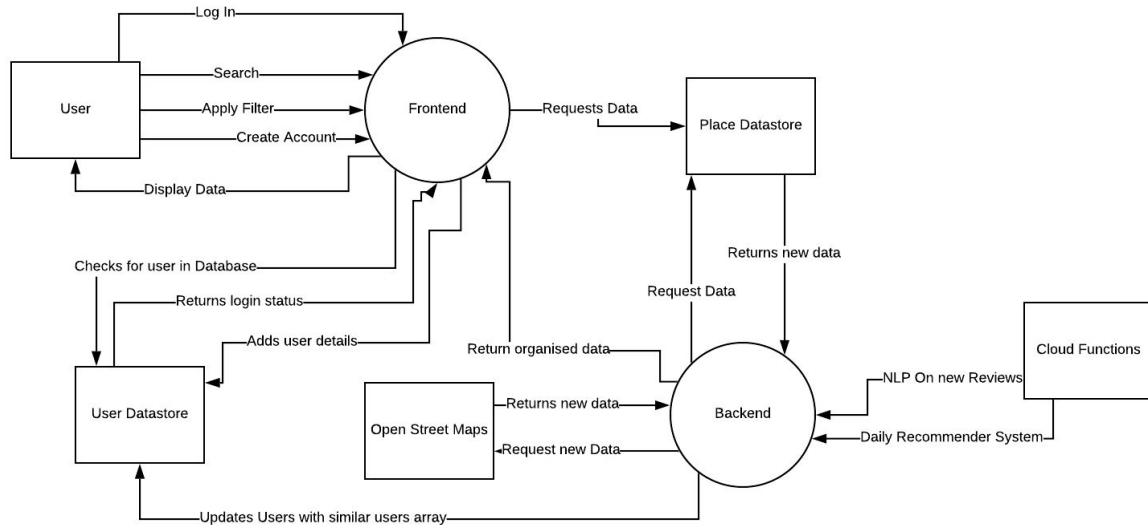 Log In
Search
User
Frontend
Apply Filter
Requests Data
Place Datastore
Create Account
Display Data
Returns new data
Checks for user in Database
Request Data
Returns login status
Adds user details
Return organised data
Cloud Functions
NLP On new Reviews
Returns new data
User Datastore
Open Street Maps
Backend
Daily Recommender System
Request new Data
Updates Users with similar users array